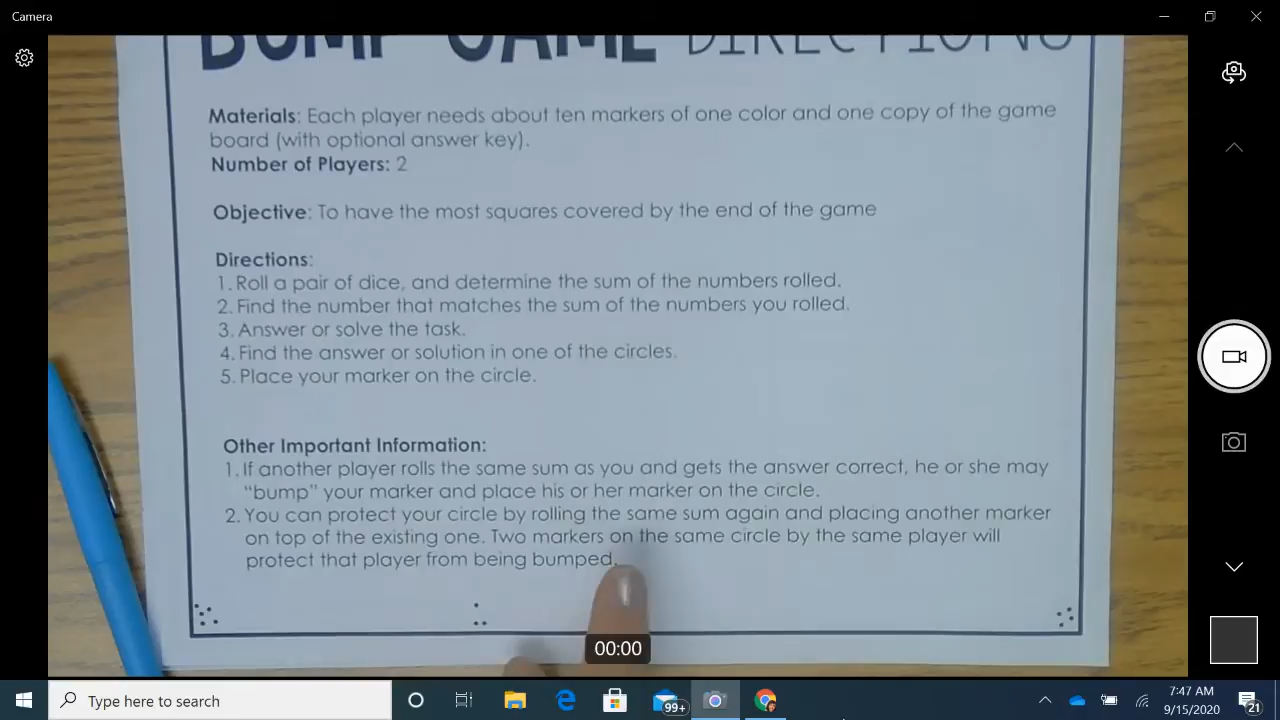 Camera
BUMP GAME DIRECTIONS
Materials: Each player needs about ten markers of one color and one copy of the game
board (with optional answer key).
Number of Players: 2
Objective: To have the most squares covered by the end of the game
Directions:
1. Roll a pair of dice, and determine the sum of the numbers rolled.
2. Find the number that matches the sum of the numbers you rolled.
3. Answer or solve the task.
4. Find the answer or solution in one of the circles.
5. Place your marker on the circle.
Other Important Information:
1. If another player rolls the same sum as you and gets the answer correct, he or she may
"bump" your marker and place his or her marker on the circle.
2. You can protect your circle by rolling the same sum again and placing another marker
on top of the existing one. Two markers on the same circle by the same player will
protect that player from being bumped.
00:00
Type here to search
99+
7:47 AM
9/15/2020
21